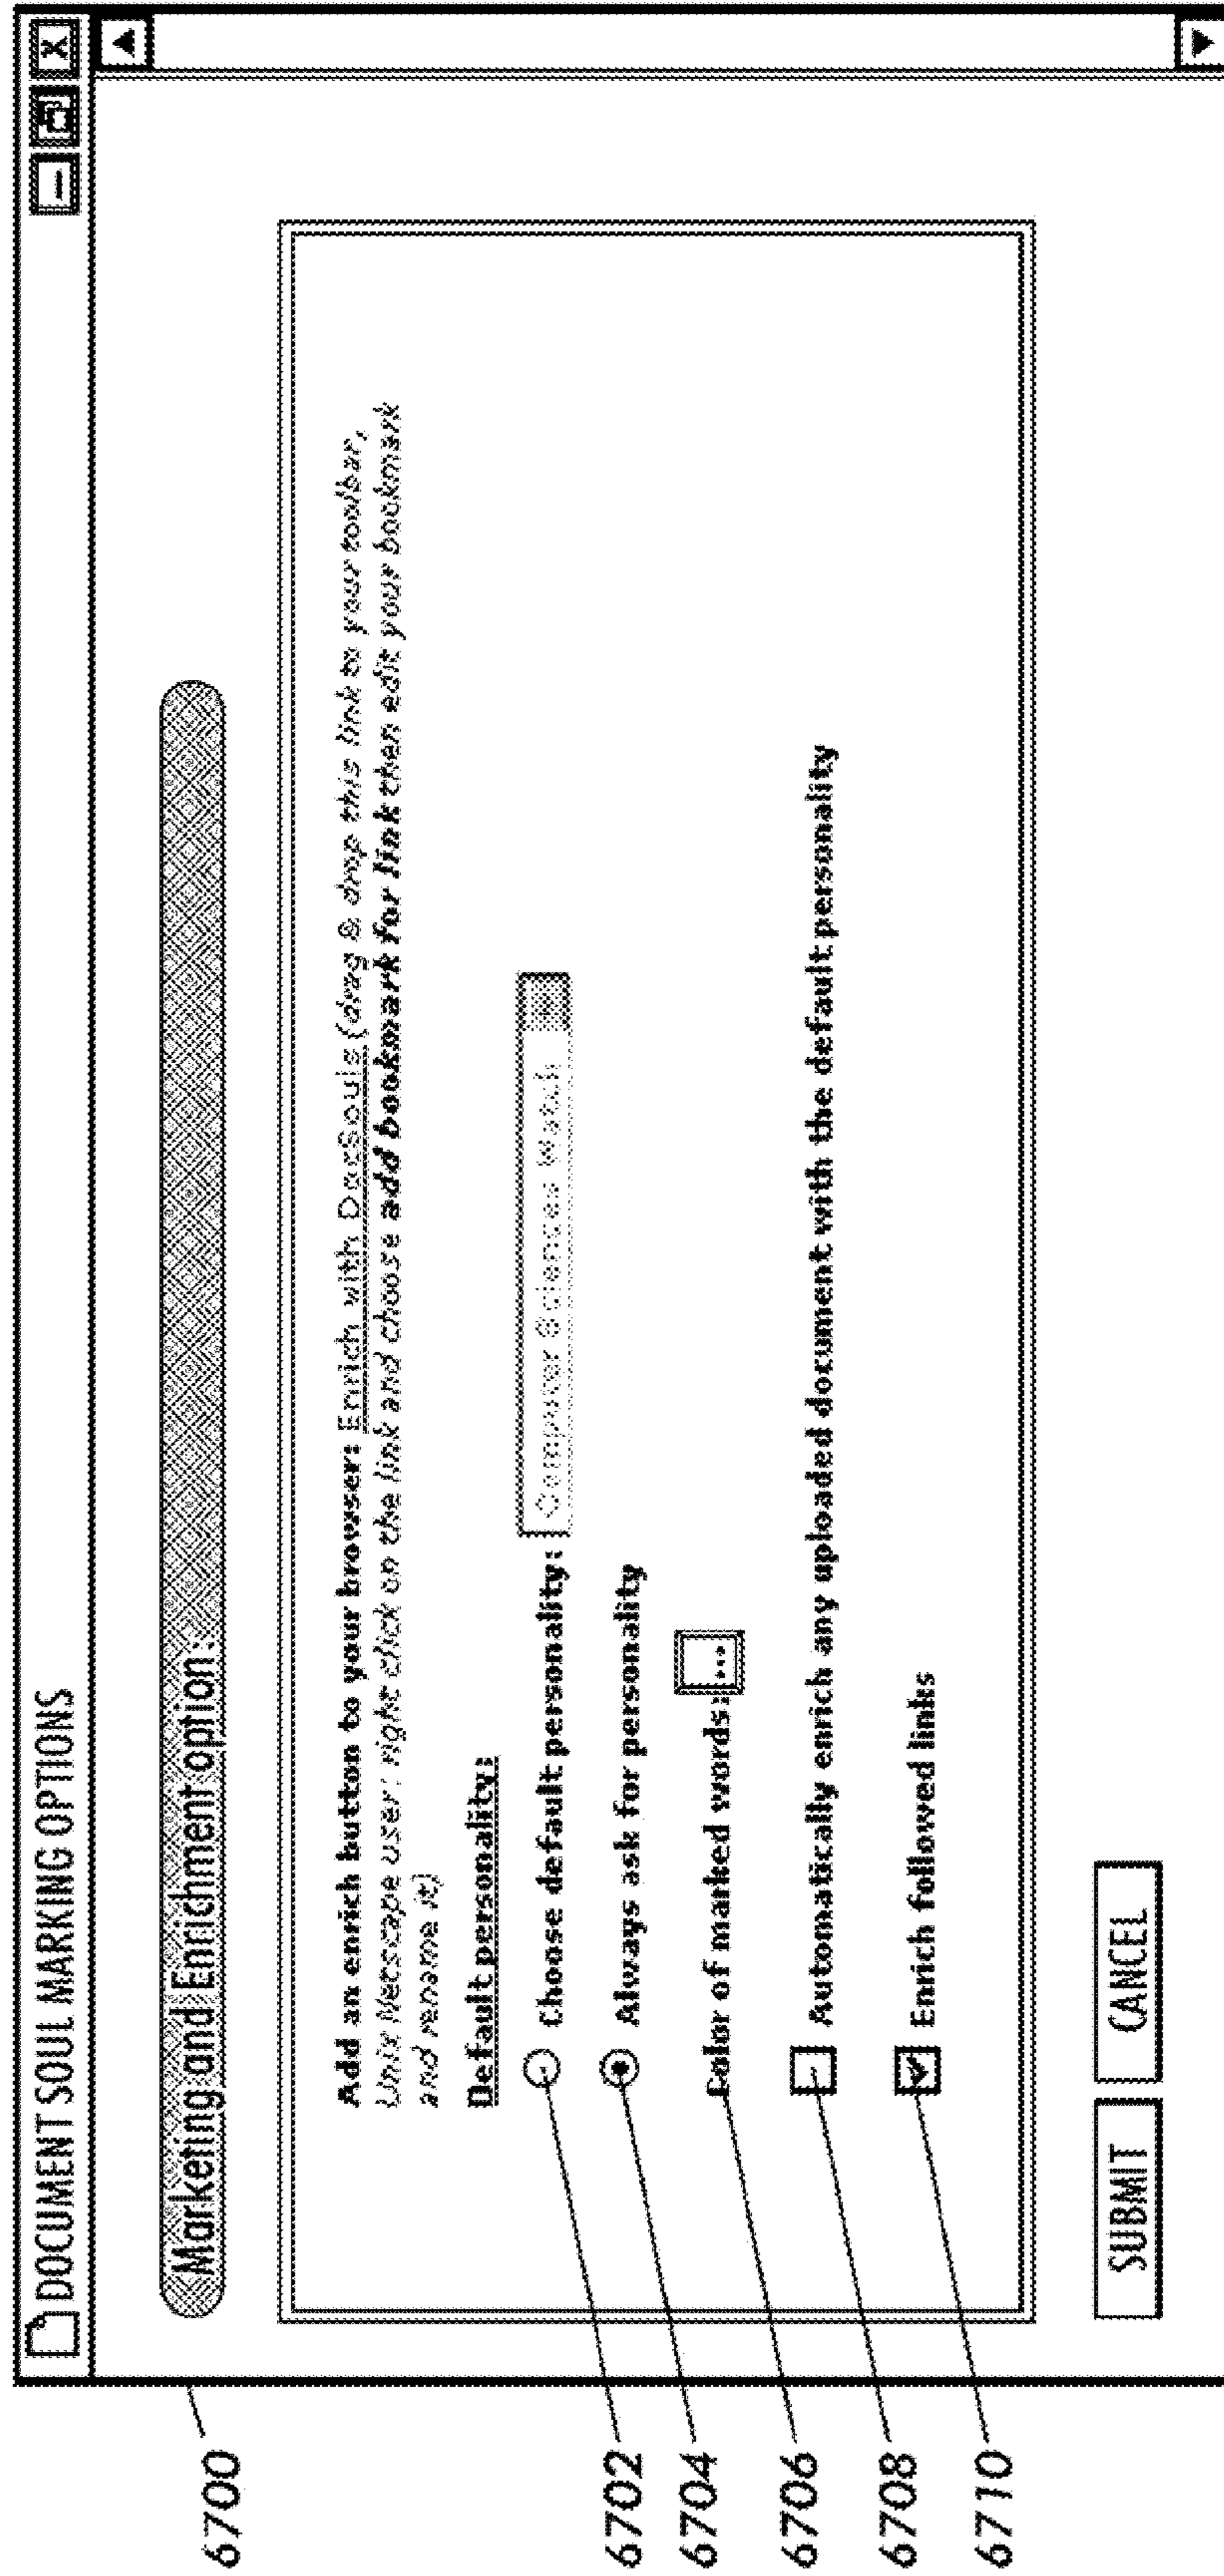 DOCUMENT SOUL MARKING OPTIONS
X
Marketing and Enrichment option:
Add an enrich button to your browser: Enrich with DocSouls (drag & drop this link to your toolbar,
Unix Netscape user: right click on the link and choose add bookmark for link then edit your bookmark
and rename it)
Default personality:
Choose default personality: Computer Sciences Watch
Always ask for personality
Color of marked words: ...
Automatically enrich any uploaded document with the default personality
Enrich followed links
SUBMIT CANCEL
6700
6702
6704
6706
6708
6710